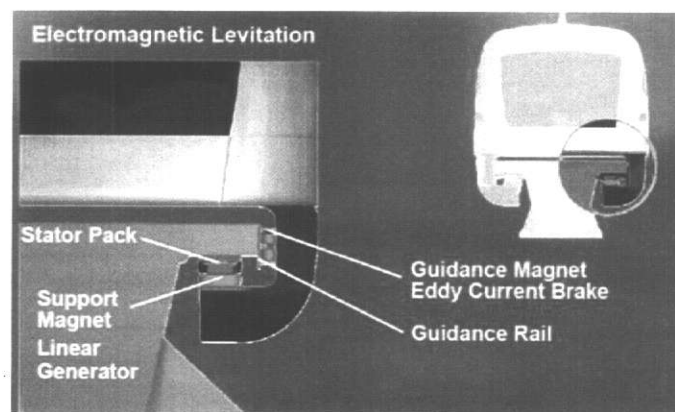 Electromagnetic Levitation
Stator Pack
Support
Magnet
Linear
Generator
Guidance Magnet
Eddy Current Brake
Guidance Rail